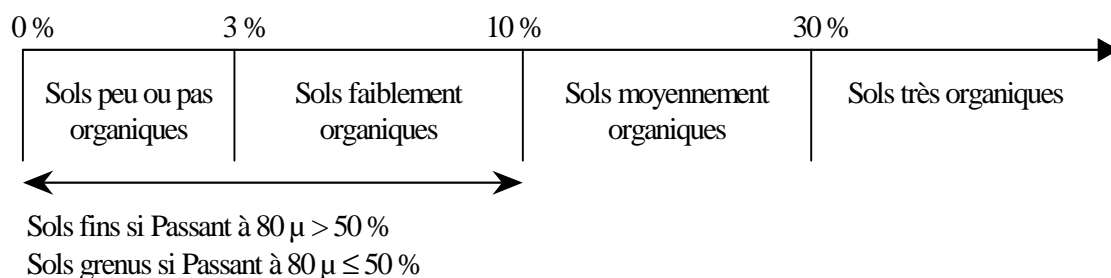 0 % 3 % 10 % 30 %
Sols peu ou pas
organiques
Sols faiblement
organiques
Sols moyennement
organiques
Sols très organiques
Sols fins si Passant à 80 µ > 50 %
Sols grenus si Passant à 80 µ ≤ 50 %